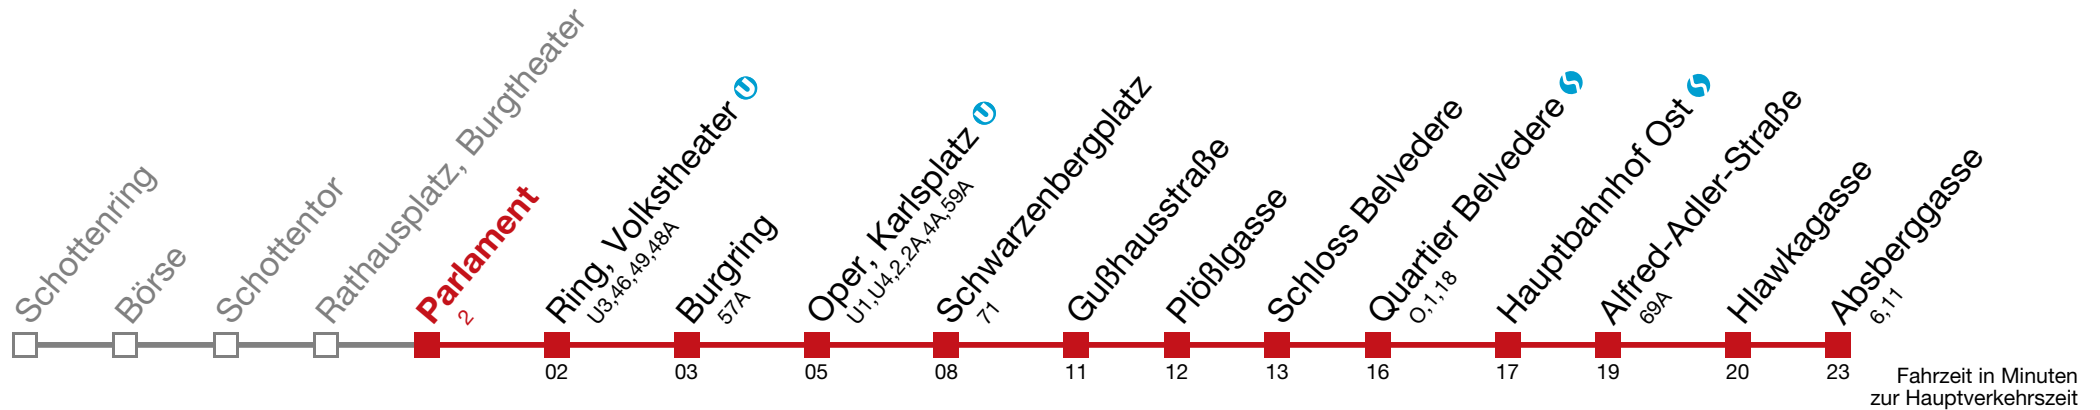 Schottenring
Börse
Schottentor
Rathausplatz, Burgtheater
Parlament
2
Ring, Volkstheater U
U3,46,49,48A
02
Burgring
57A
03
Oper, Karlsplatz U
U1,U4,2,2A,4A,59A
05
Schwarzenbergplatz
71
08
Gußhausstraße
11
Plößlgasse
12
Schloss Belvedere
13
Quartier Belvedere S
O,1,18
16
Hauptbahnhof Ost S
17
Alfred-Adler-Straße
69A
19
Hlawkagasse
20
Absberggasse
6,11
23
Fahrzeit in Minuten
zur Hauptverkehrszeit